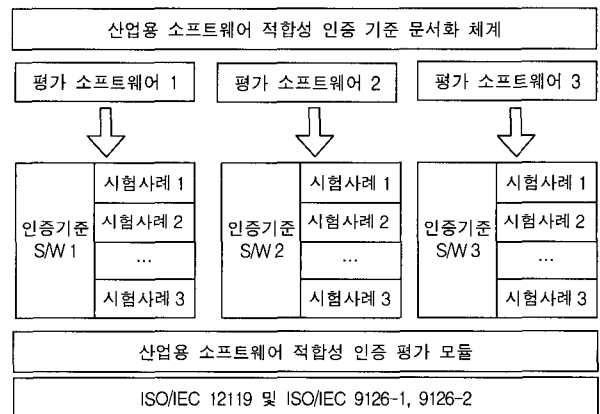 산업용 소프트웨어 적합성 인증 기준 문서화 체계
평가 소프트웨어 1
평가 소프트웨어 2
평가 소프트웨어 3
인증기준
S/W 1
시험사례 1
시험사례 2
...
시험사례 3
인증기준
S/W 2
시험사례 1
시험사례 2
...
시험사례 3
인증기준
S/W 3
시험사례 1
시험사례 2
...
시험사례 3
산업용 소프트웨어 적합성 인증 평가 모듈
ISO/IEC 12119 및 ISO/IEC 9126-1, 9126-2